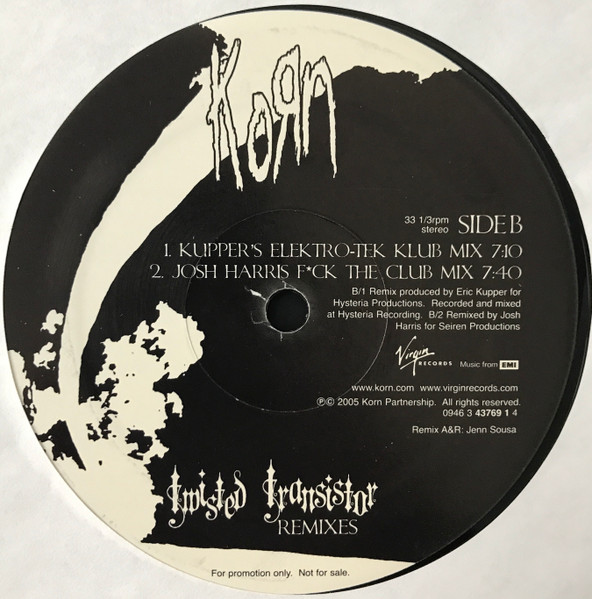 KoЯn
33 1/3rpm
stereo SIDE B
1. KUPPER'S ELEKTRO-TEK KLUB MIX 7:10
2. JOSH HARRIS F*CK THE CLUB MIX 7:40
B/1 Remix produced by Eric Kupper for
Hysteria Productions. Recorded and mixed
at Hysteria Recording. B/2 Remixed by Josh
Harris for Seiren Productions
Virgin RECORDS Music from EMI
www.korn.com www.virginrecords.com
℗© 2005 Korn Partnership. All rights reserved.
0946 3 43769 1 4
Remix A&R: Jenn Sousa
twisted transistor
REMIXES
For promotion only. Not for sale.